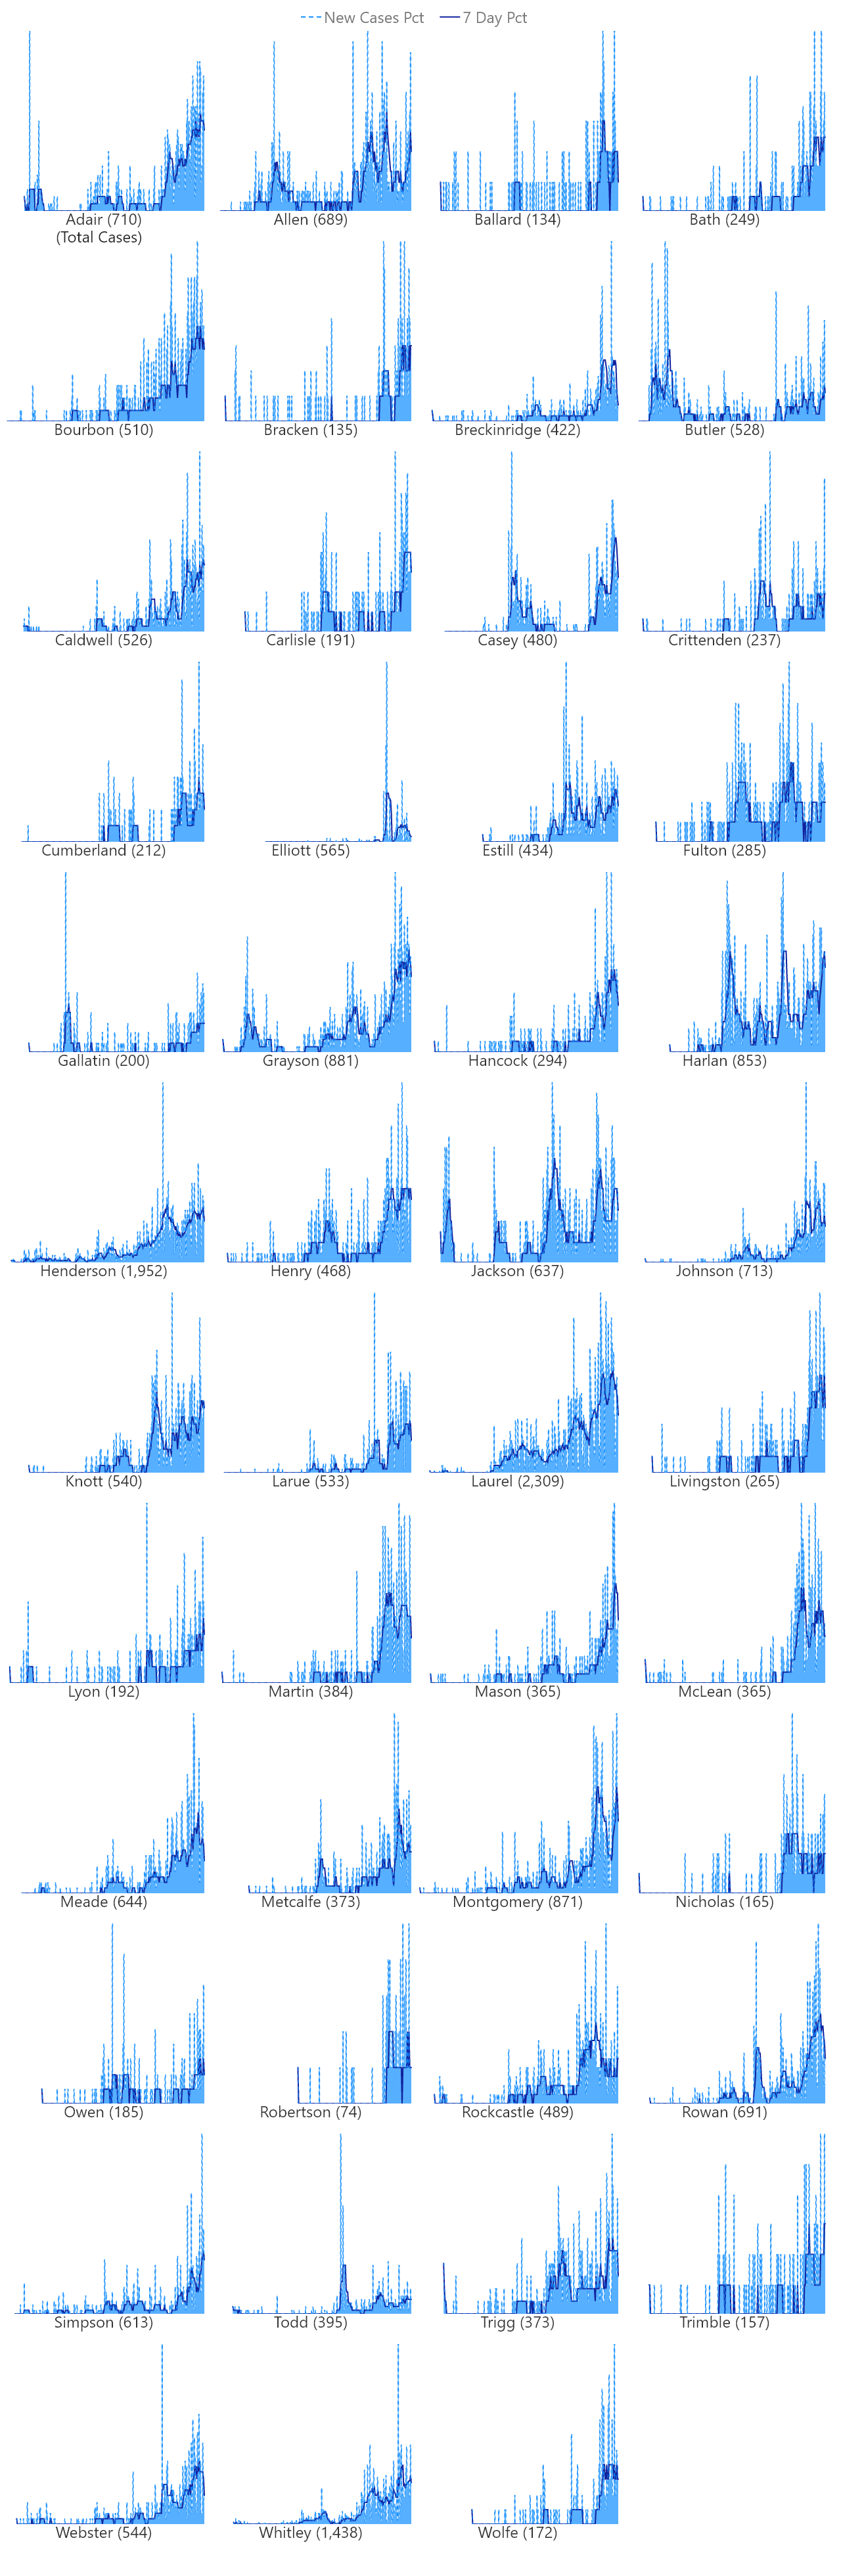 New Cases Pct 7 Day Pct
Adair (710) Allen (689) Ballard (134) Bath (249)
(Total Cases)
Bourbon (510) Bracken (135) Breckinridge (422) Butler (528)
Caldwell (526) Carlisle (191) Casey (480) Crittenden (237)
Cumberland (212) Elliott (565) Estill (434) Fulton (285)
Gallatin (200) Grayson (881) Hancock (294) Harlan (853)
Henderson (1,952) Henry (468) Jackson (637) Johnson (713)
Knott (540) Larue (533) Laurel (2,309) Livingston (265)
Lyon (192) Martin (384) Mason (365) McLean (365)
Meade (644) Metcalfe (373) Montgomery (871) Nicholas (165)
Owen (185) Robertson (74) Rockcastle (489) Rowan (691)
Simpson (613) Todd (395) Trigg (373) Trimble (157)
Webster (544) Whitley (1,438) Wolfe (172)